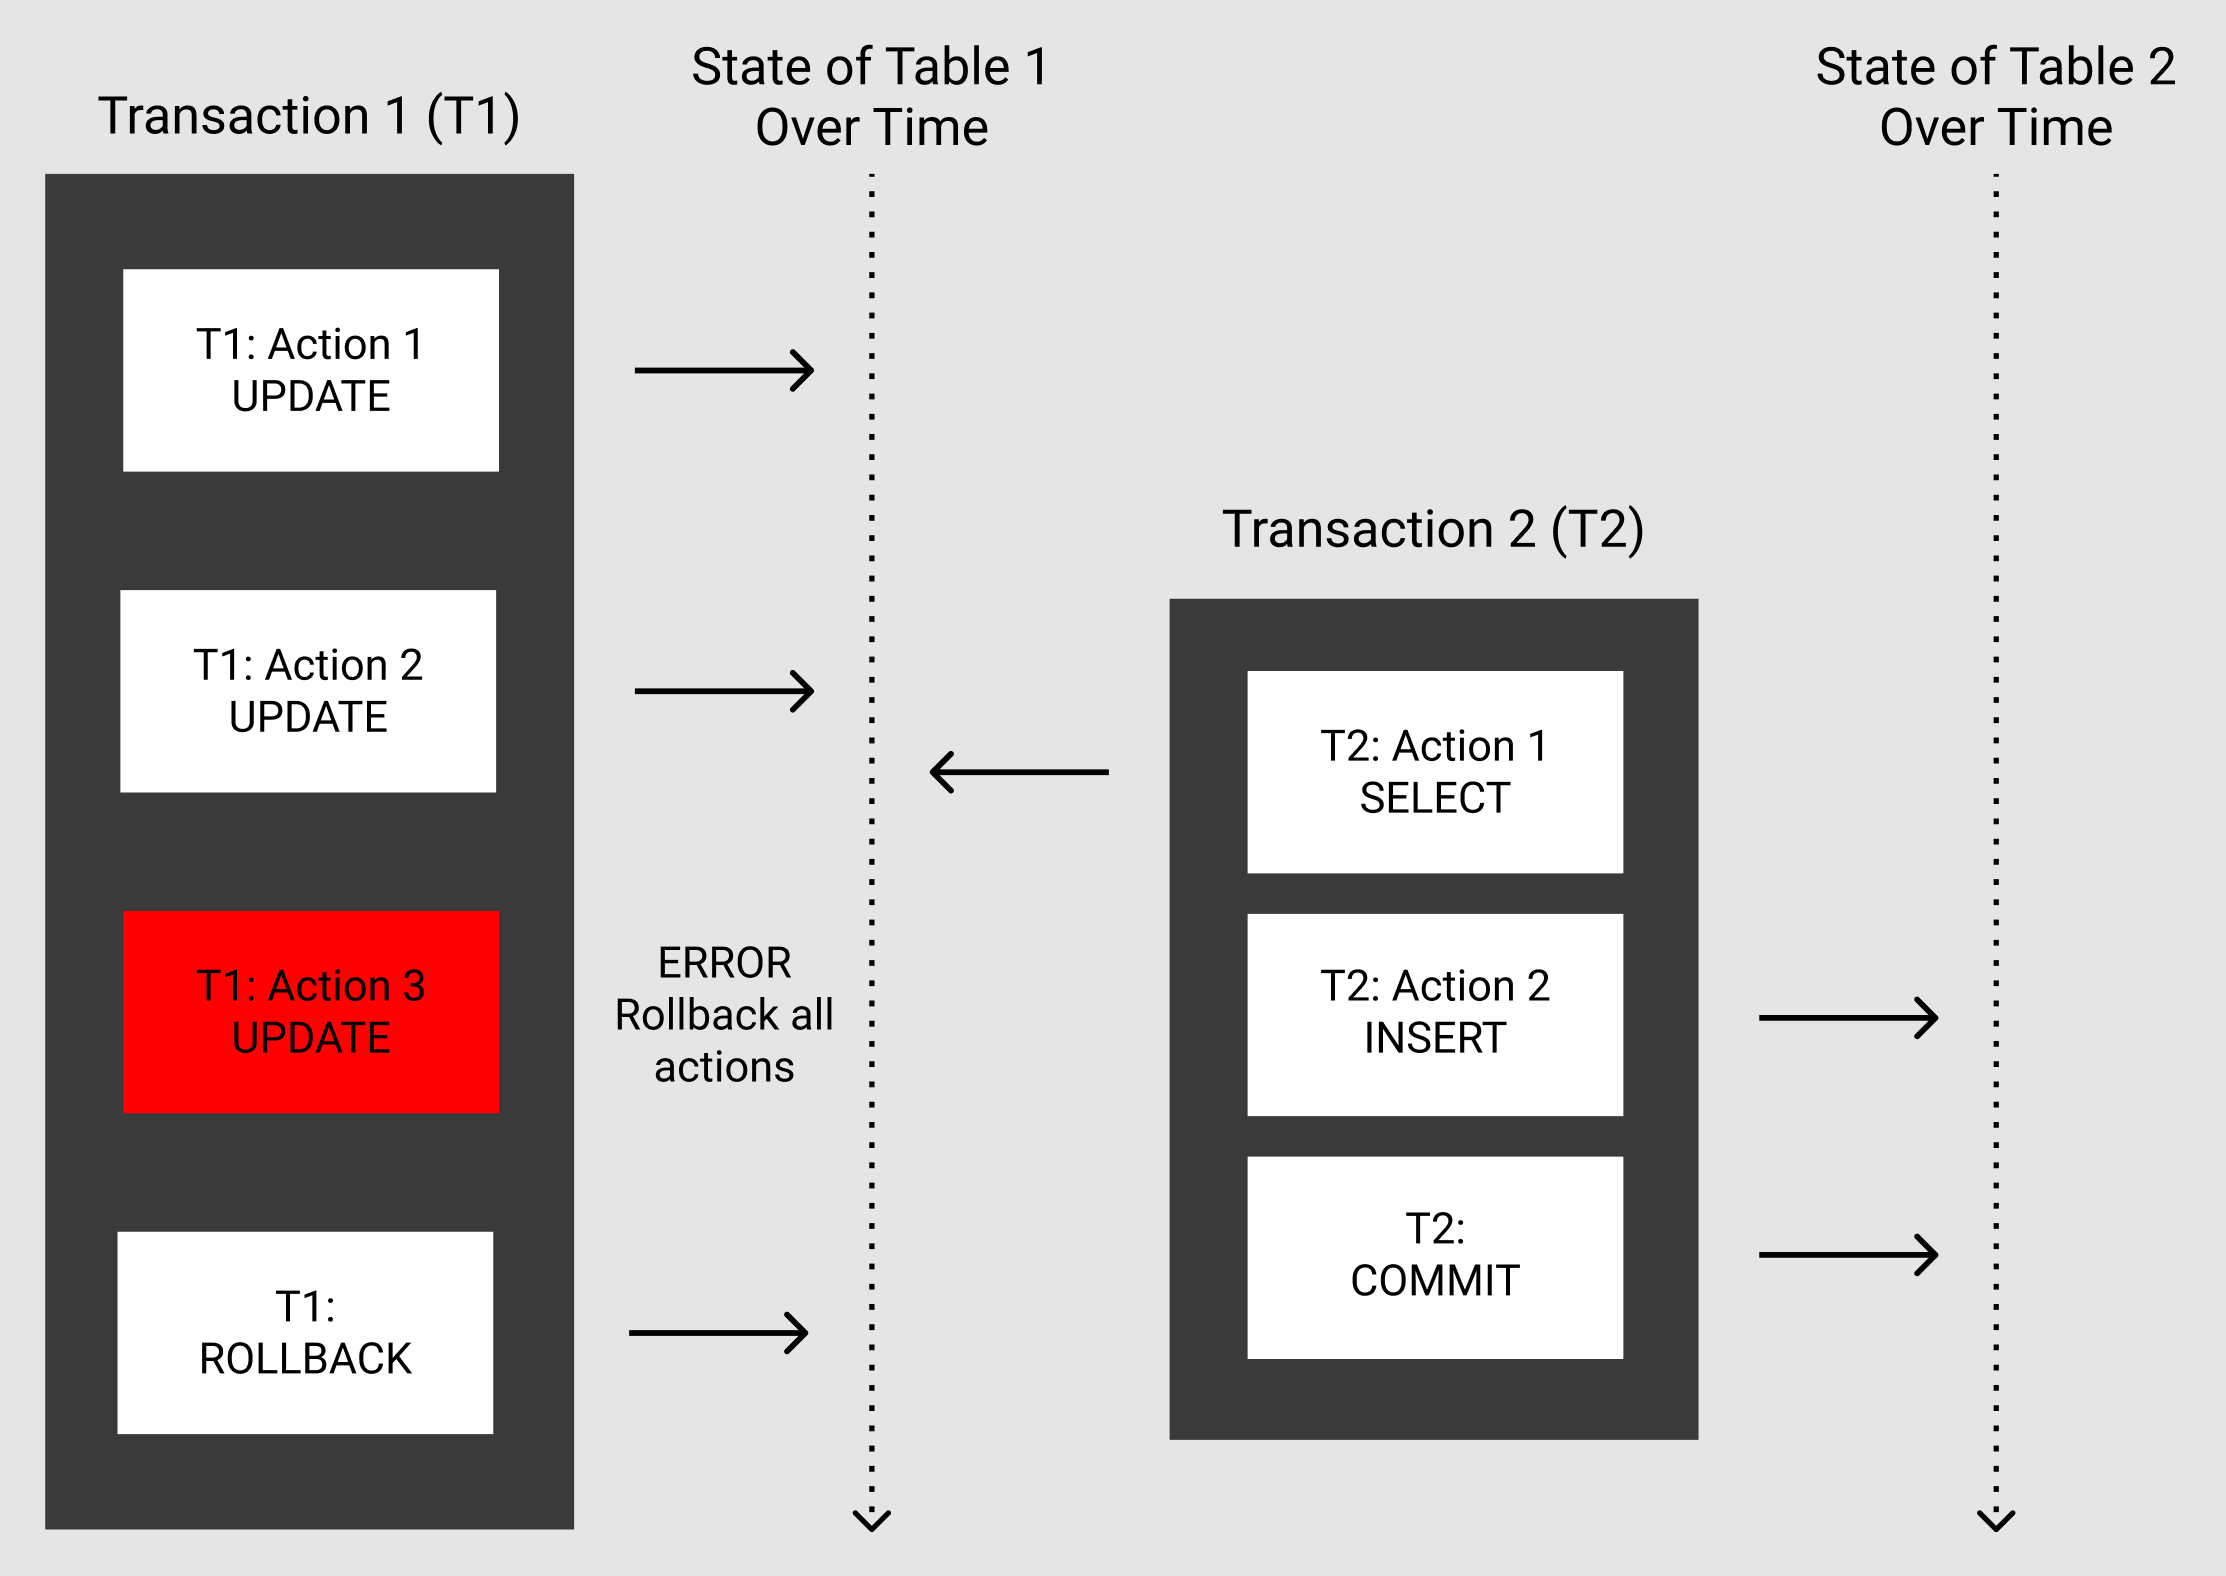 Transaction 1 (T1)
T1: Action 1
UPDATE
T1: Action 2
UPDATE
T1: Action 3
UPDATE
T1:
ROLLBACK
State of Table 1
Over Time
ERROR
Rollback all
actions
Transaction 2 (T2)
T2: Action 1
SELECT
T2: Action 2
INSERT
T2:
COMMIT
State of Table 2
Over Time